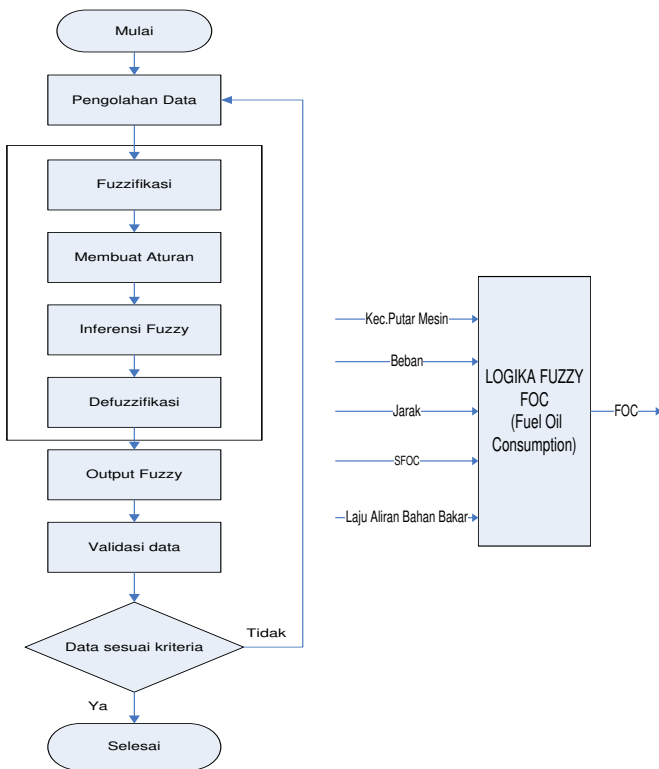 Mulai
Pengolahan Data
Fuzzifikasi
Membuat Aturan
Inferensi Fuzzy
Defuzzifikasi
Output Fuzzy
Validasi data
Data sesuai kriteria
Tidak
Ya
Selesai
Kec.Putar Mesin
Beban
Jarak
SFOC
Laju Aliran Bahan Bakar
LOGIKA FUZZY
FOC
(Fuel Oil
Consumption)
FOC